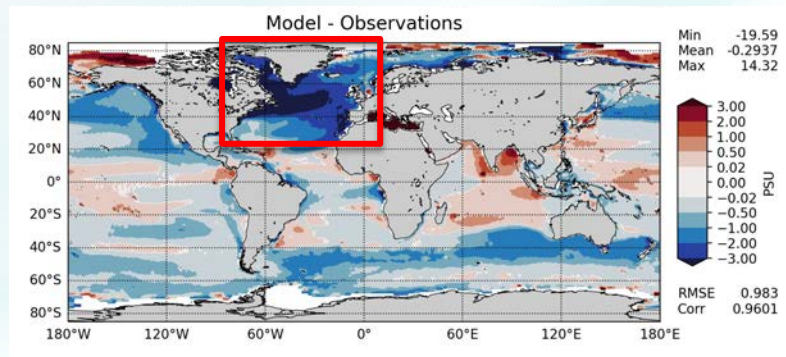 Model - Observations
Min -19.59
Mean -0.2937
Max 14.32
80°N
60°N
40°N
20°N
0°
20°S
40°S
60°S
80°S
180°W 120°W 60°W 0° 60°E 120°E 180°E
3.00
2.00
1.00
0.50
0.02
0.00
−0.02
−0.50
−1.00
−2.00
−3.00
PSU
RMSE 0.983
Corr 0.9601